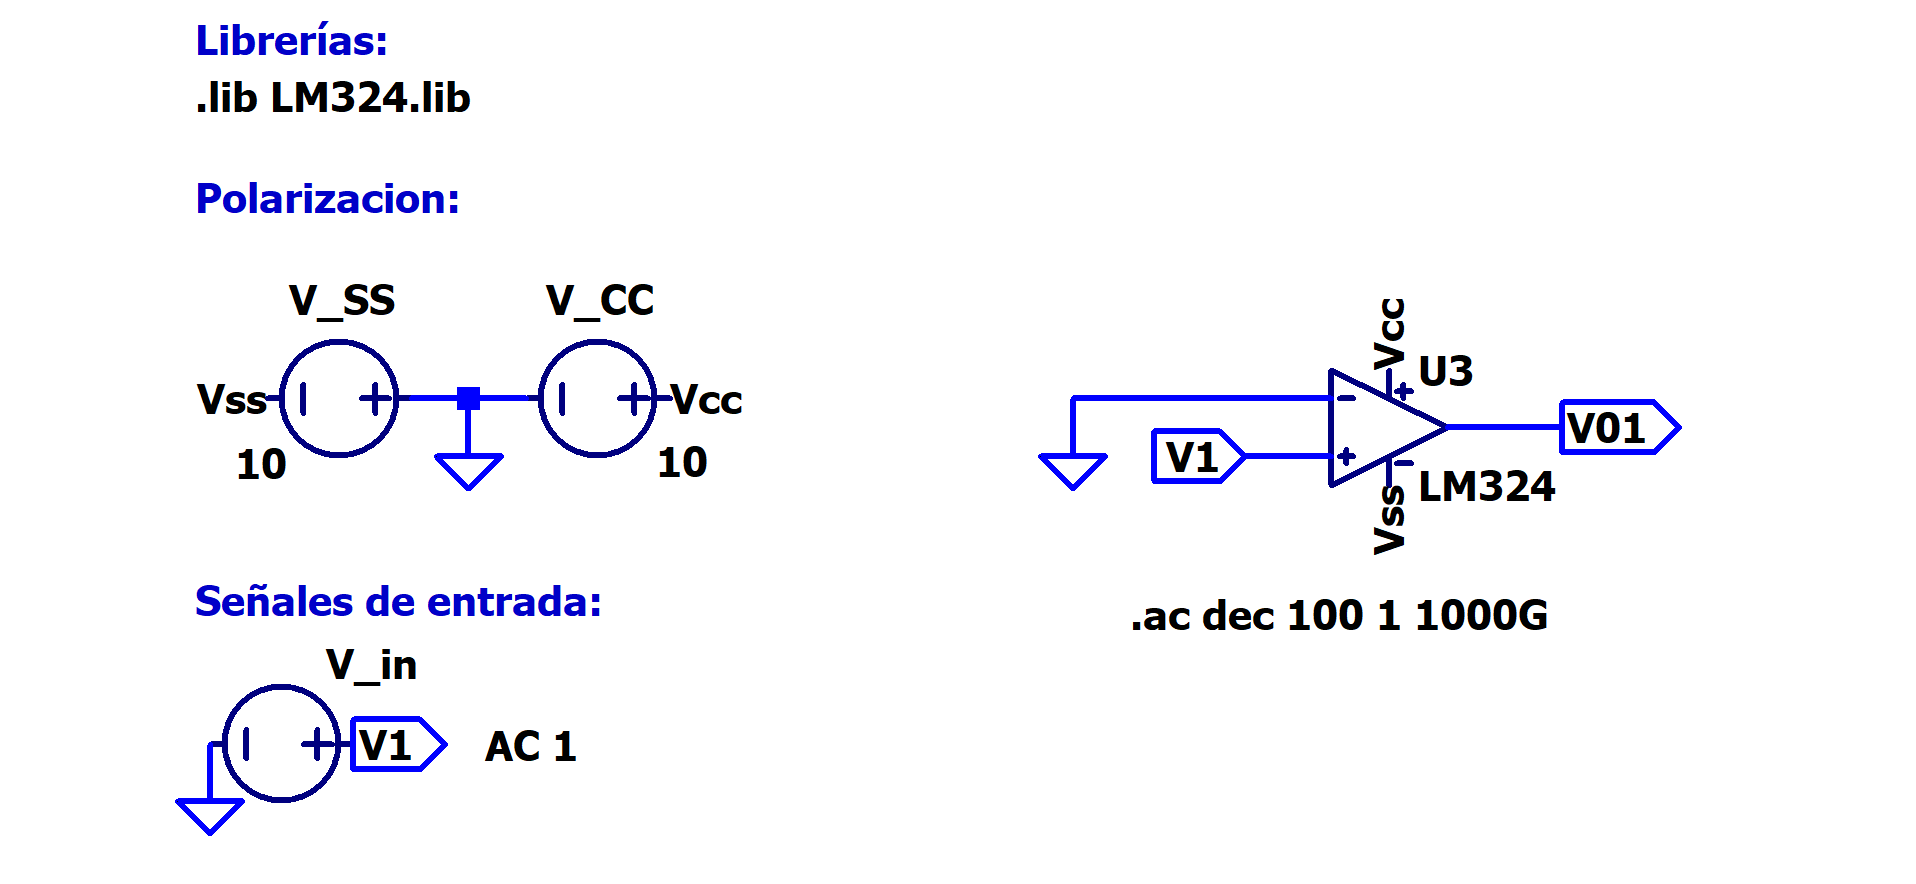 Librerías:
.lib LM324.lib
Polarizacion:
V_SS
V_CC
Vss
Vcc
10
10
Vcc
U3
V1
V01
LM324
Vss
.ac dec 100 1 1000G
Señales de entrada:
V_in
V1
AC 1